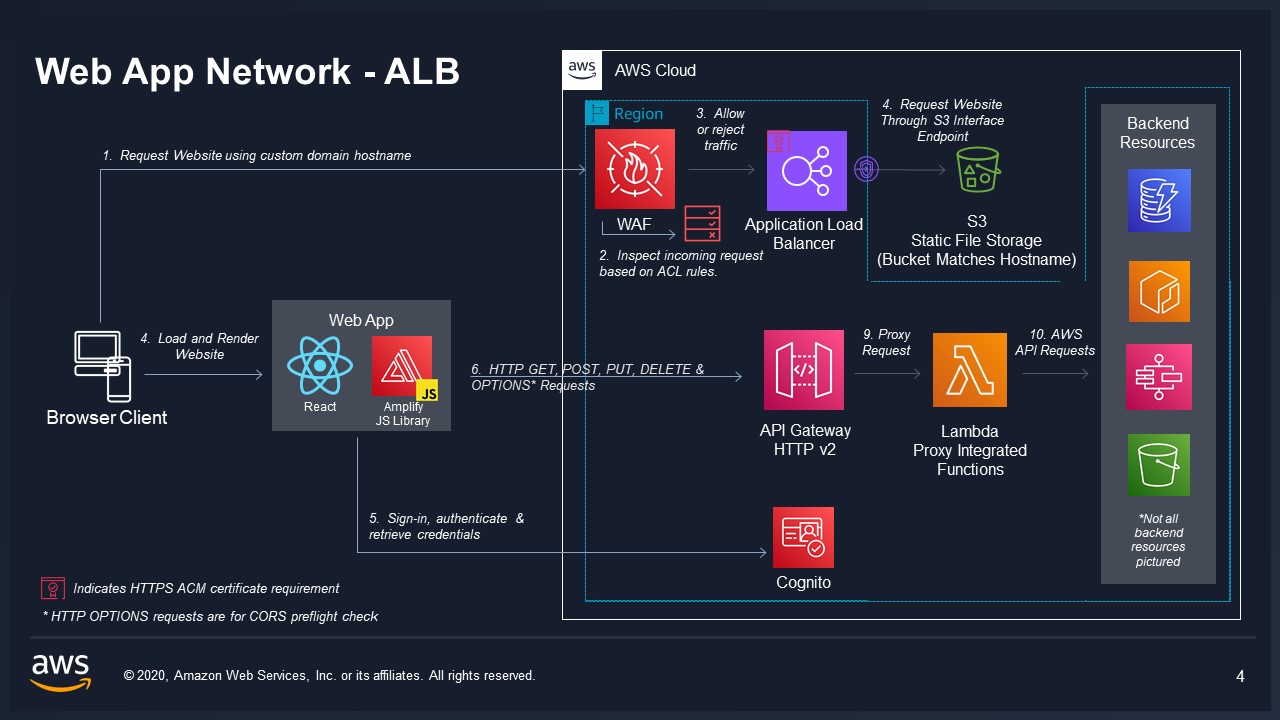 Web App Network - ALB
aws
AWS Cloud
Region
1. Request Website using custom domain hostname
WAF
2. Inspect incoming request
based on ACL rules.
3. Allow
or reject
traffic
Application Load
Balancer
4. Request Website
Through S3 Interface
Endpoint
S3
Static File Storage
(Bucket Matches Hostname)
Backend
Resources
*Not all
backend
resources
pictured
Browser Client
4. Load and Render
Website
Web App
React
JS
Amplify
JS Library
6. HTTP GET, POST, PUT, DELETE &
OPTIONS* Requests
API Gateway
HTTP v2
9. Proxy
Request
Lambda
Proxy Integrated
Functions
10. AWS
API Requests
5. Sign-in, authenticate &
retrieve credentials
Cognito
Indicates HTTPS ACM certificate requirement
* HTTP OPTIONS requests are for CORS preflight check
aws
© 2020, Amazon Web Services, Inc. or its affiliates. All rights reserved.
4